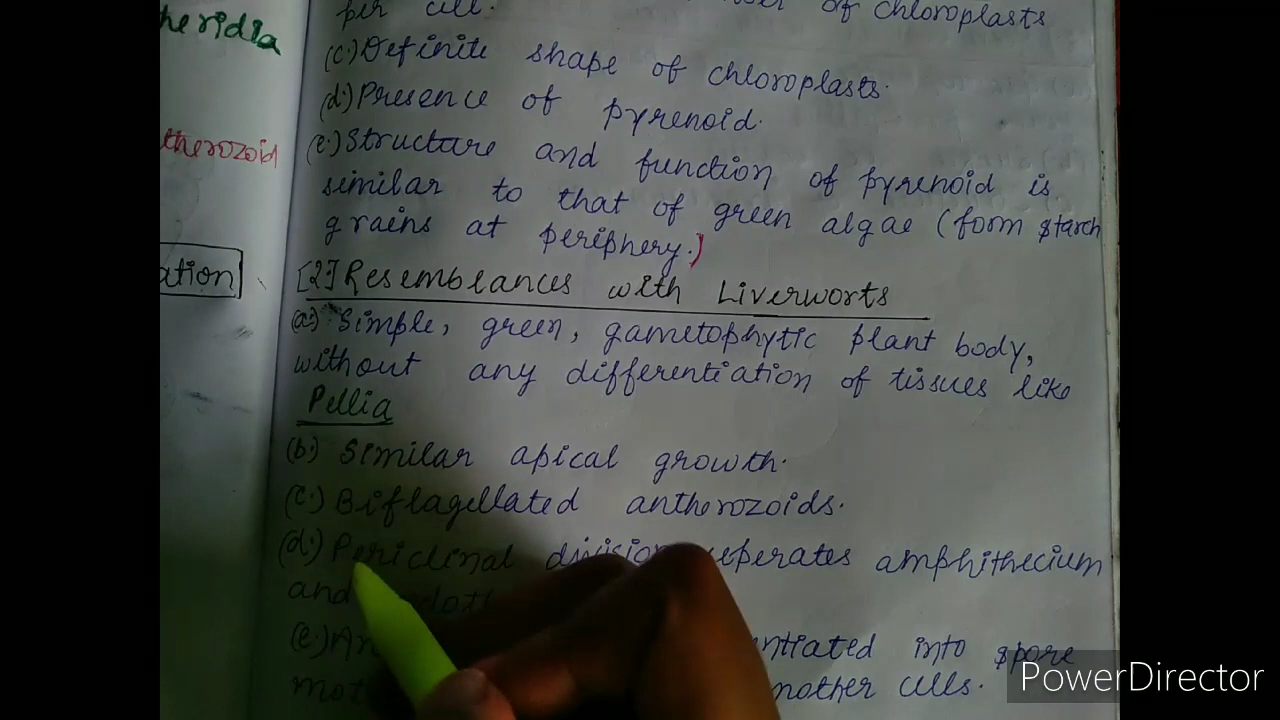 heridia
per cell. of chloroplasts
(c.) Definite shape of chloroplasts.
(d.) Presence of pyrenoid.
therozoid
(e.) Structure and function of pyrenoid is
similar to that of green algae (form starch
grains at periphery.)
ation
[2] Resemblances with Liverworts
(a.) Simple, green, gametophytic plant body,
without any differentiation of tissues like
Pellia
(b.) Similar apical growth.
(c.) Biflagellated antherozoids.
(d.) Periclinal division seperates amphithecium
and
(e.) into spore
mother cells.
PowerDirector